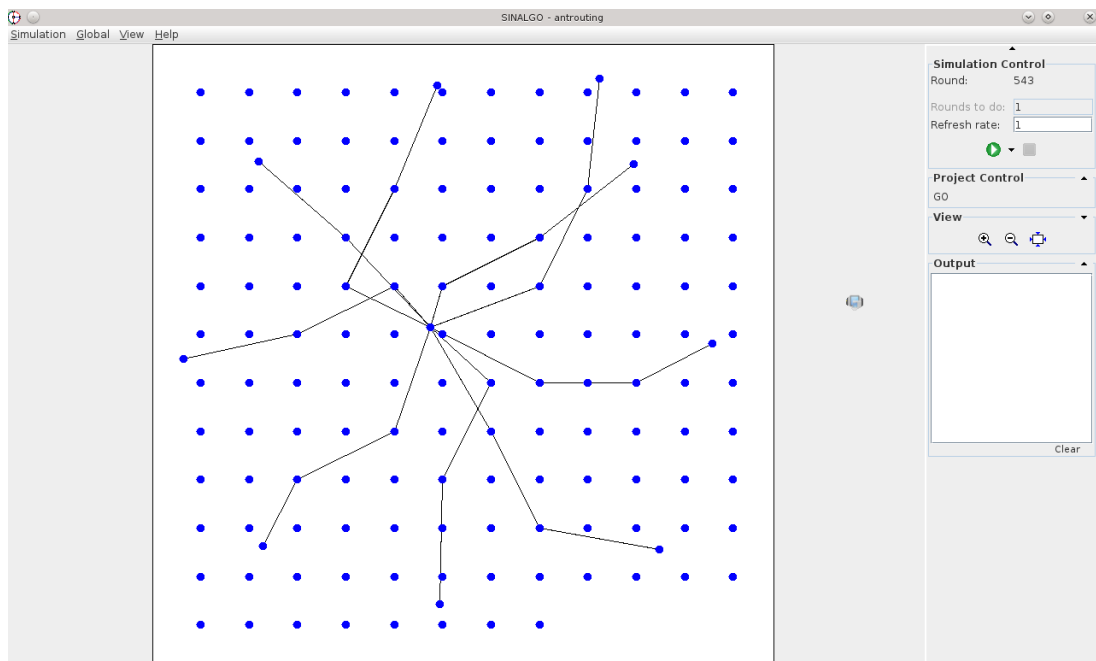 SINALGO - antrouting
Simulation Global View Help
Simulation Control
Round: 543
Rounds to do: 1
Refresh rate: 1
Project Control
GO
View
Output
Clear